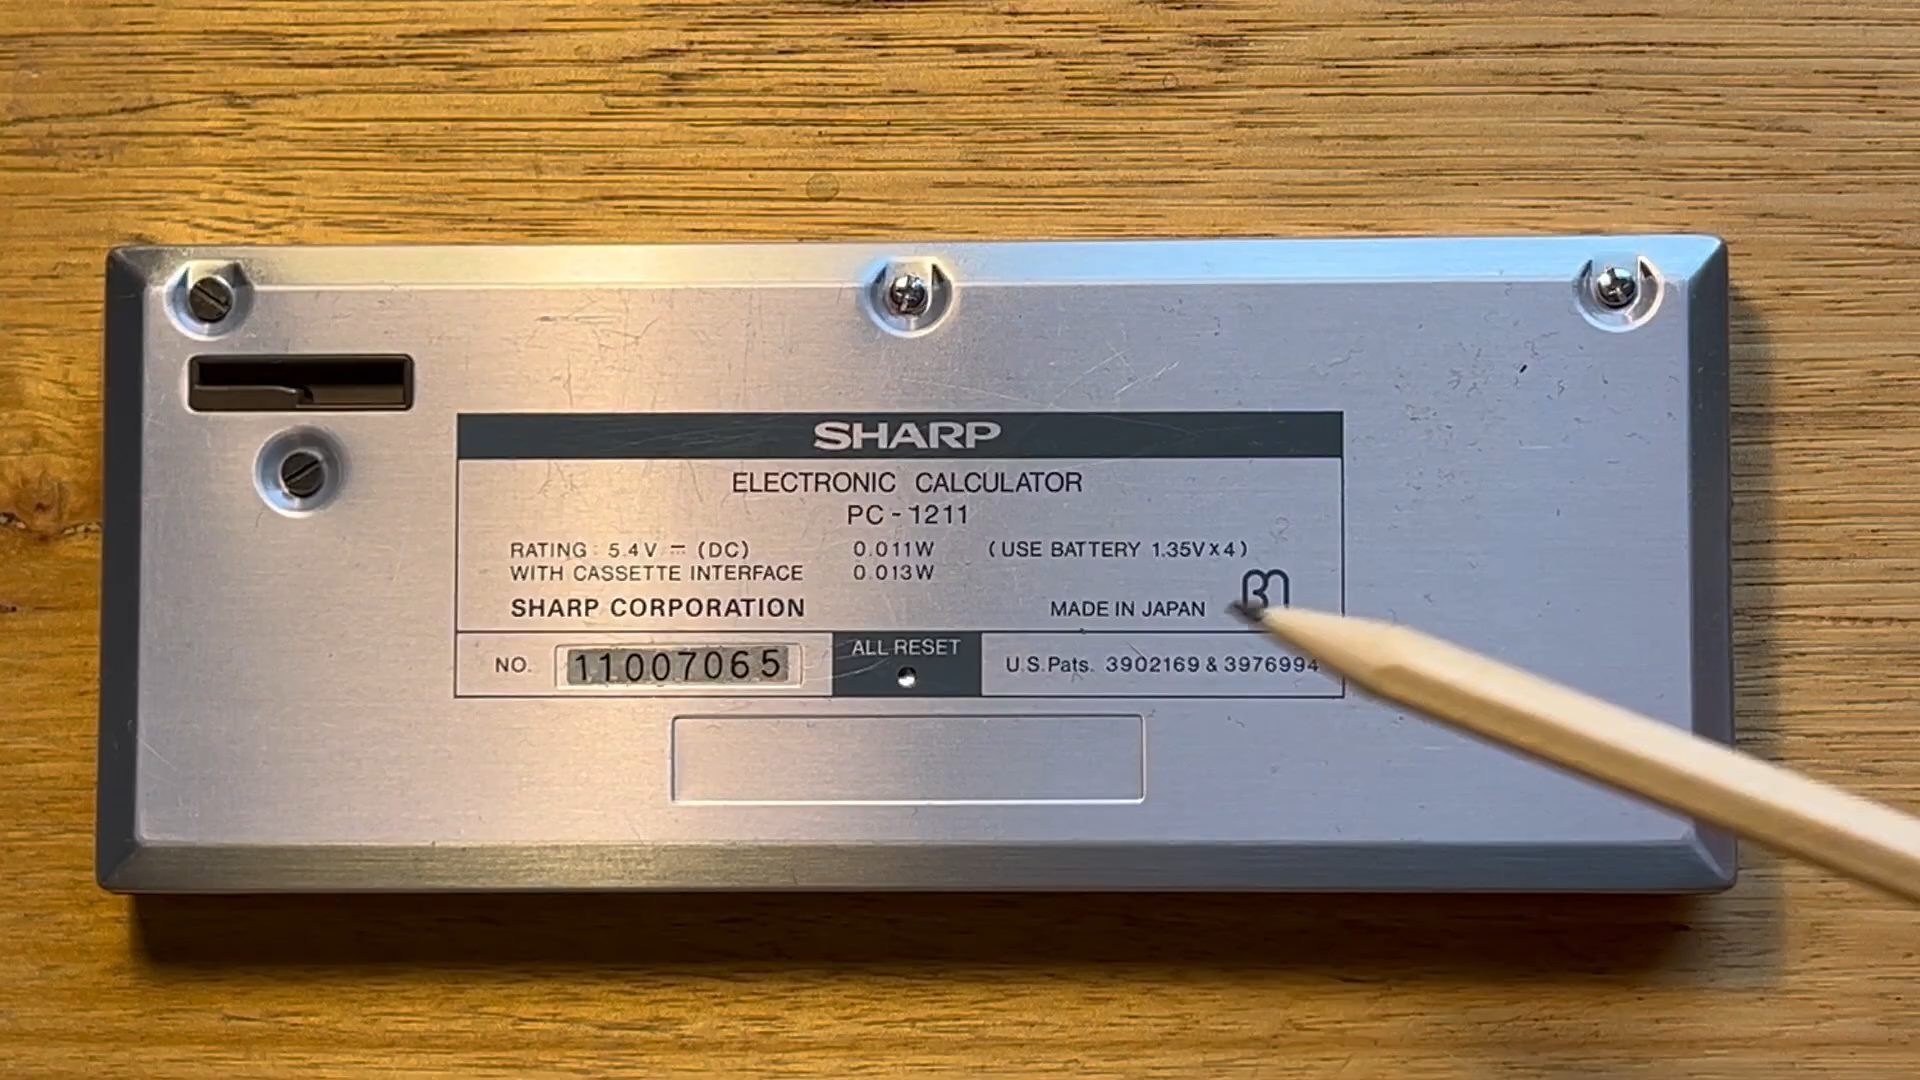 SHARP
ELECTRONIC CALCULATOR
PC-1211
RATING: 5.4V ⎓ (DC) 0.011W (USE BATTERY 1.35V×4)
WITH CASSETTE INTERFACE 0.013W
SHARP CORPORATION MADE IN JAPAN
NO. 11007065 ALL RESET U.S.Pats. 3902169 & 3976994